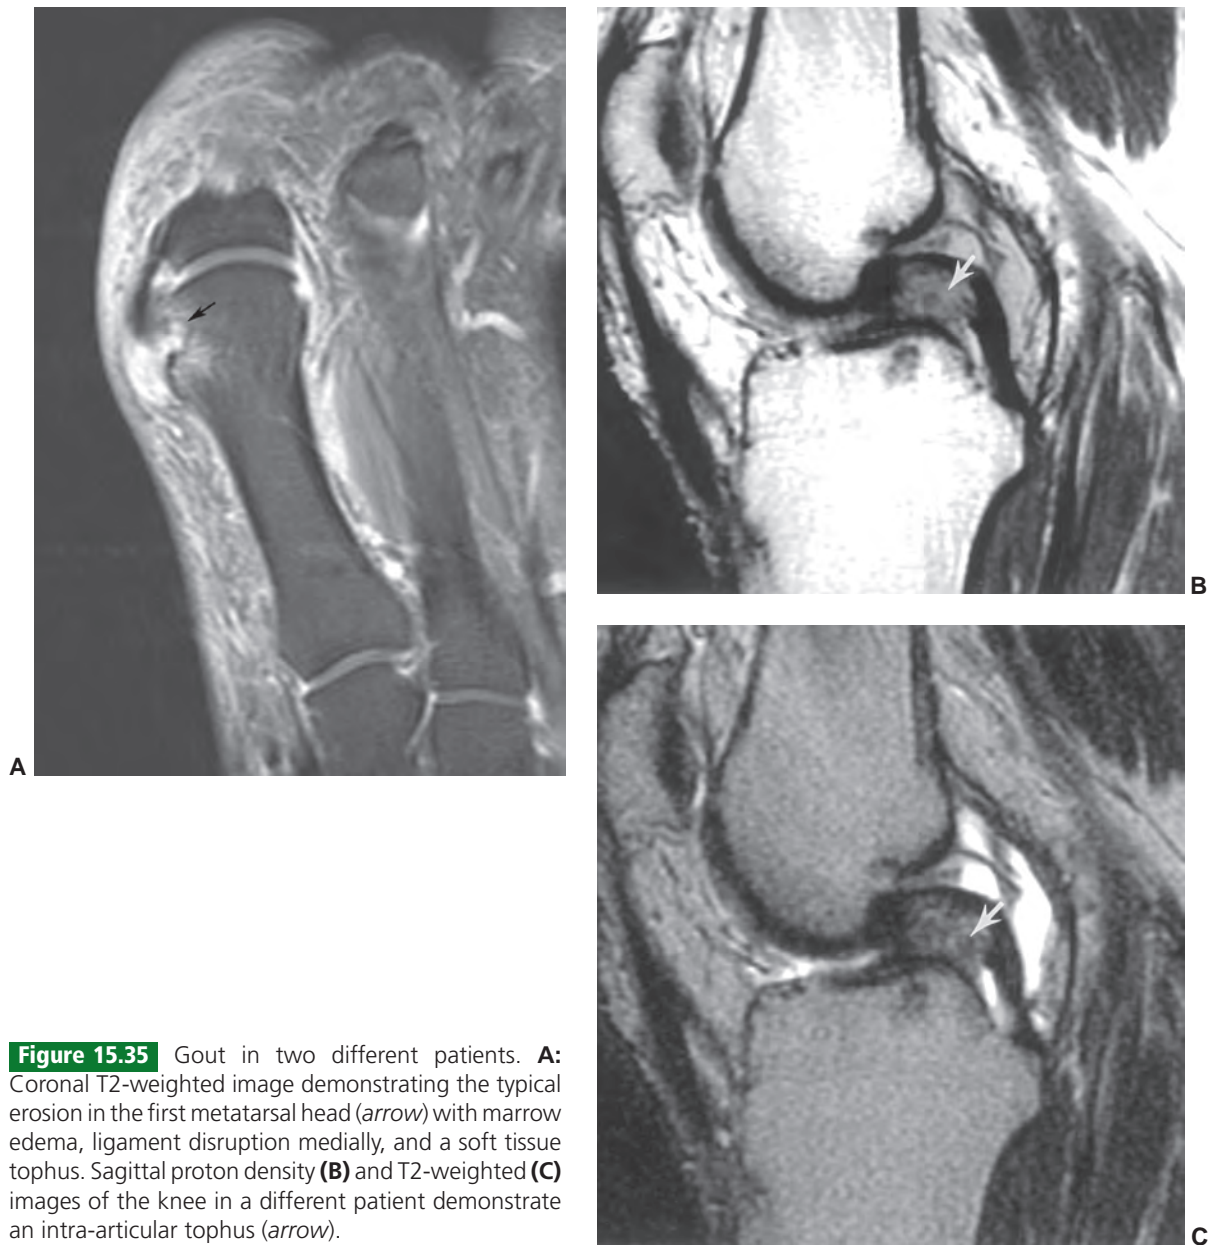 A
B
C
Figure 15.35 Gout in two different patients. A:
Coronal T2-weighted image demonstrating the typical
erosion in the first metatarsal head (arrow) with marrow
edema, ligament disruption medially, and a soft tissue
tophus. Sagittal proton density (B) and T2-weighted (C)
images of the knee in a different patient demonstrate
an intra-articular tophus (arrow).